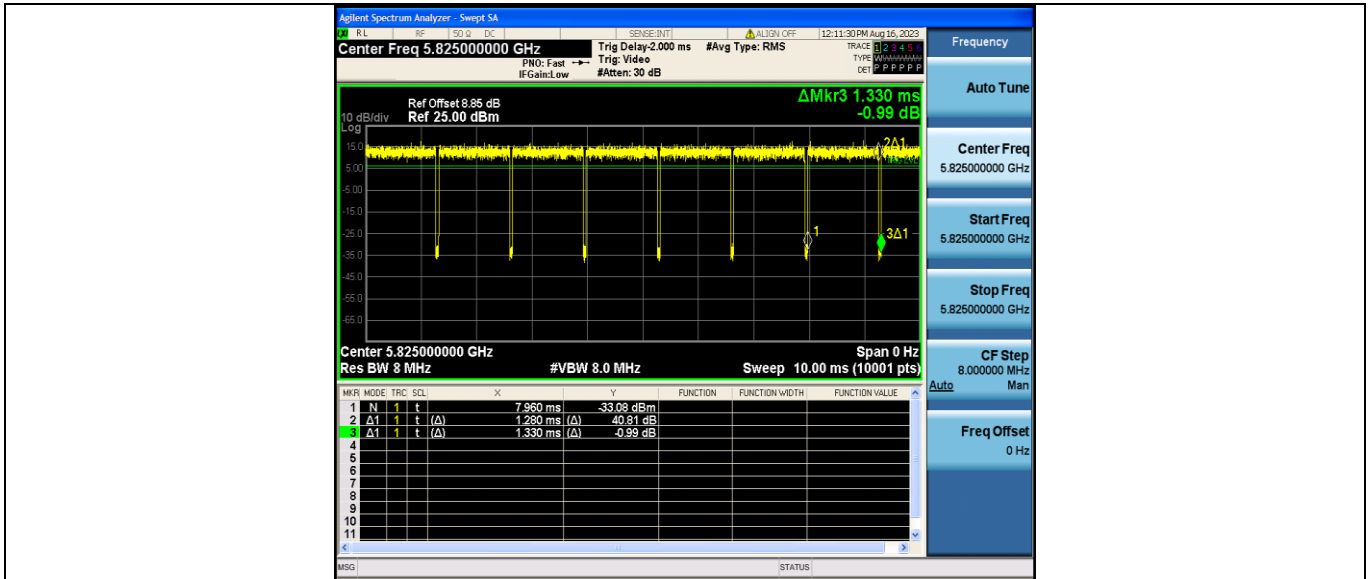 Agilent Spectrum Analyzer - Swept SA
LXI RL RF 50 Ω DC SENSE:INT ALIGN OFF 12:11:30 PM Aug 16, 2023
Center Freq 5.825000000 GHz
Trig Delay-2.000 ms #Avg Type: RMS
TRACE 1 2 3 4 5 6
PNO: Fast Trig: Video
TYPE
IFGain:Low #Atten: 30 dB
DET P P P P P P
ΔMkr3 1.330 ms
-0.99 dB
Ref Offset 8.85 dB
10 dB/div Ref 25.00 dBm
Log
15.0
5.00
-5.00
-15.0
-25.0
-35.0
-45.0
-55.0
-65.0
2Δ1
1
3Δ1
Center 5.825000000 GHz Span 0 Hz
Res BW 8 MHz #VBW 8.0 MHz Sweep 10.00 ms (10001 pts)
MKR MODE TRC SCL X Y FUNCTION FUNCTION WIDTH FUNCTION VALUE
1 N 1 t 7.960 ms -33.08 dBm
2 Δ1 1 t (Δ) 1.280 ms (Δ) 40.81 dB
3 Δ1 1 t (Δ) 1.330 ms (Δ) -0.99 dB
4
5
6
7
8
9
10
11
MSG STATUS
Frequency
Auto Tune
Center Freq
5.825000000 GHz
Start Freq
5.825000000 GHz
Stop Freq
5.825000000 GHz
CF Step
8.000000 MHz
Auto Man
Freq Offset
0 Hz